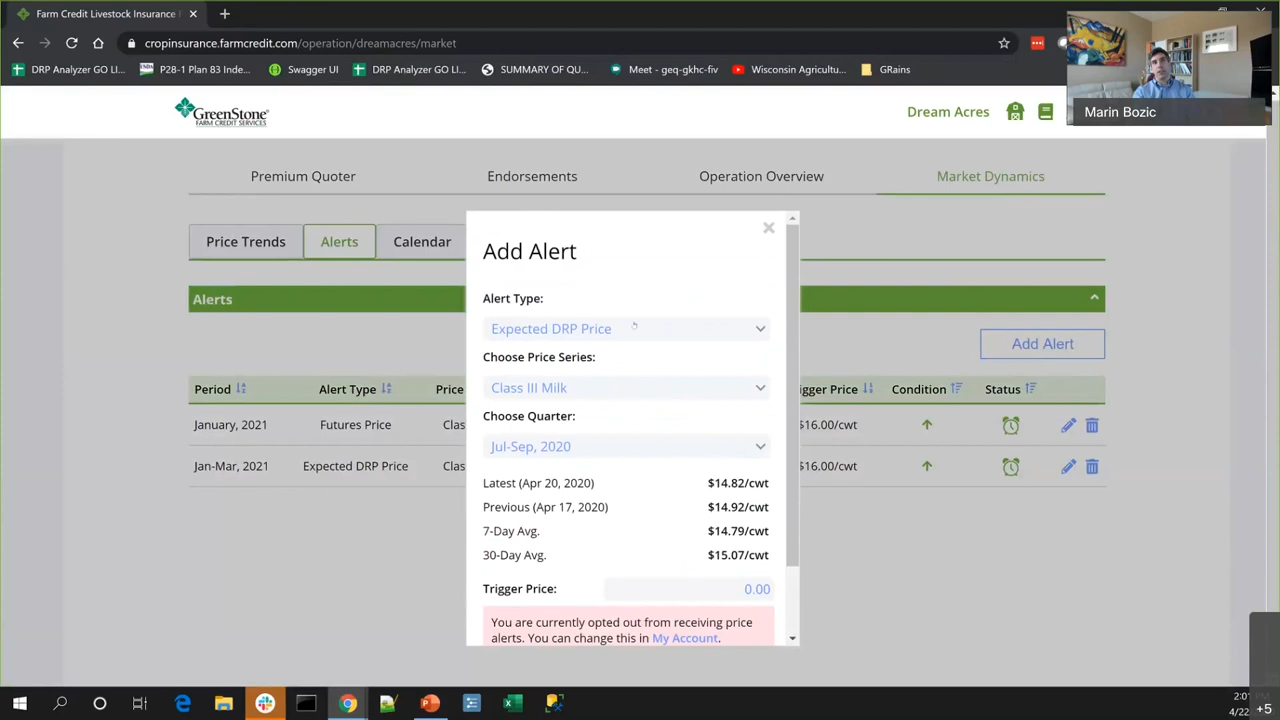 Farm Credit Livestock Insurance
cropinsurance.farmcredit.com/operation/dreamacres/market
DRP Analyzer GO LI...
P28-1 Plan 83 Inde...
Swagger UI
DRP Analyzer GO LI...
SUMMARY OF QU...
Meet - geq-gkhc-fiv
Wisconsin Agricultu...
GRains
Marin Bozic
GreenStone
FARM CREDIT SERVICES
Dream Acres
Premium Quoter
Endorsements
Operation Overview
Market Dynamics
Price Trends
Alerts
Calendar
Alerts
Add Alert
Period
Alert Type
Price
igger Price
Condition
Status
January, 2021
Futures Price
Clas
$16.00/cwt
Jan-Mar, 2021
Expected DRP Price
Clas
$16.00/cwt
Add Alert
Alert Type:
Expected DRP Price
Choose Price Series:
Class III Milk
Choose Quarter:
Jul-Sep, 2020
Latest (Apr 20, 2020) $14.82/cwt
Previous (Apr 17, 2020) $14.92/cwt
7-Day Avg. $14.79/cwt
30-Day Avg. $15.07/cwt
Trigger Price: 0.00
You are currently opted out from receiving price
alerts. You can change this in My Account.
4/22
+5